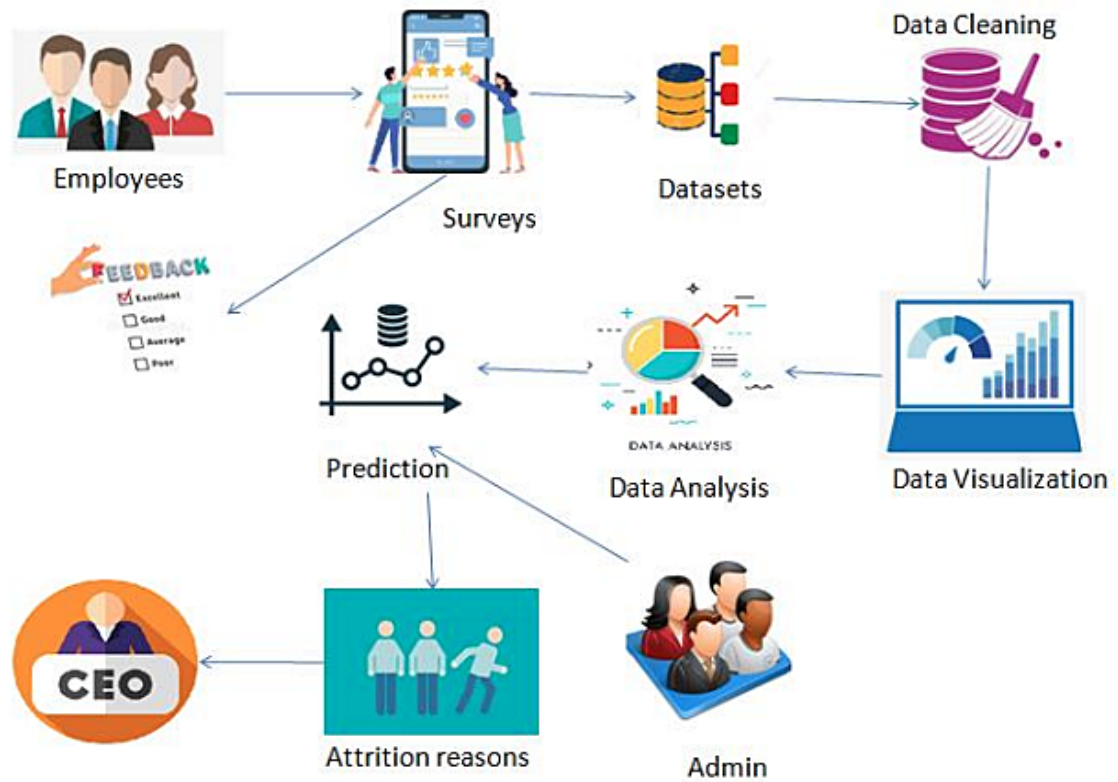 Data Cleaning
Employees
Surveys
Datasets
FEEDBACK
Excellent
Good
Average
Poor
DATA ANALYSIS
Prediction
Data Analysis
Data Visualization
CEO
Attrition reasons
Admin